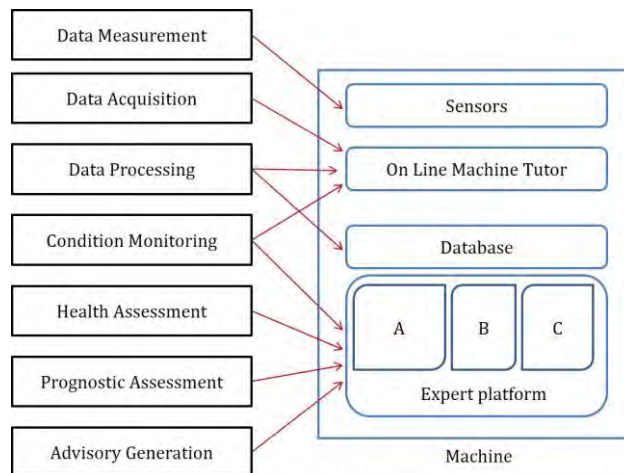 Data Measurement
Data Acquisition
Data Processing
Condition Monitoring
Health Assessment
Prognostic Assessment
Advisory Generation
Sensors
On Line Machine Tutor
Database
A
B
C
Expert platform
Machine